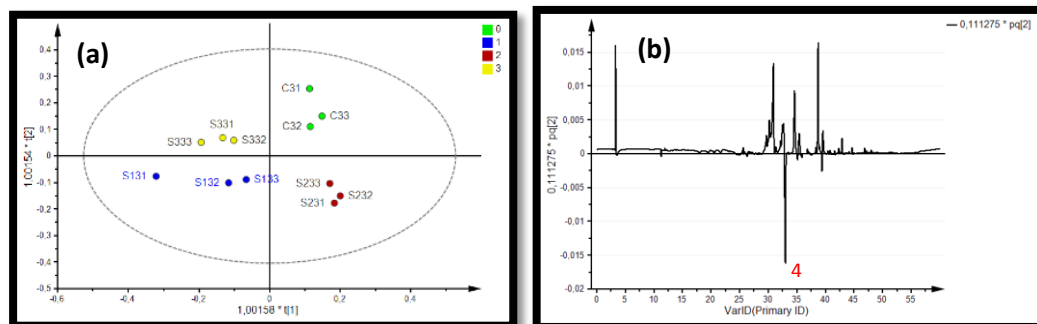 (a)
0
1
2
3
0,4
0,3
0,2
0,1
0
-0,1
-0,2
-0,3
-0,4
-0,5
1,00154 * t[2]
C31
C33
C32
S331
S333
S332
S131
S132
S133
S233
S232
S231
-0,6
-0,4
-0,2
0
0,2
0,4
1,00158 * t[1]
(b)
0,111275 * pq[2]
0,015
0,01
0,005
0
-0,005
-0,01
-0,015
-0,02
0,111275 * pq[2]
4
0 5 10 15 20 25 30 35 40 45 50 55
VarID(Primary ID)